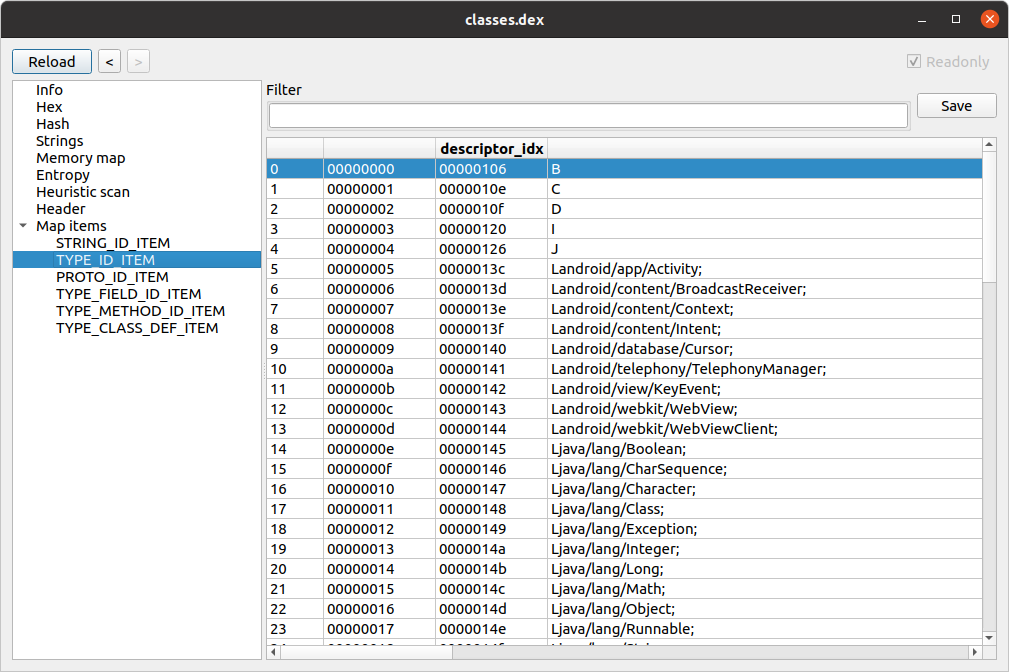 classes.dex
Reload < > Readonly
Info
Hex
Hash
Strings
Memory map
Entropy
Heuristic scan
Header
Map items
STRING_ID_ITEM
TYPE_ID_ITEM
PROTO_ID_ITEM
TYPE_FIELD_ID_ITEM
TYPE_METHOD_ID_ITEM
TYPE_CLASS_DEF_ITEM
Filter
Save
descriptor_idx
0 00000000 00000106 B
1 00000001 0000010e C
2 00000002 0000010f D
3 00000003 00000120 I
4 00000004 00000126 J
5 00000005 0000013c Landroid/app/Activity;
6 00000006 0000013d Landroid/content/BroadcastReceiver;
7 00000007 0000013e Landroid/content/Context;
8 00000008 0000013f Landroid/content/Intent;
9 00000009 00000140 Landroid/database/Cursor;
10 0000000a 00000141 Landroid/telephony/TelephonyManager;
11 0000000b 00000142 Landroid/view/KeyEvent;
12 0000000c 00000143 Landroid/webkit/WebView;
13 0000000d 00000144 Landroid/webkit/WebViewClient;
14 0000000e 00000145 Ljava/lang/Boolean;
15 0000000f 00000146 Ljava/lang/CharSequence;
16 00000010 00000147 Ljava/lang/Character;
17 00000011 00000148 Ljava/lang/Class;
18 00000012 00000149 Ljava/lang/Exception;
19 00000013 0000014a Ljava/lang/Integer;
20 00000014 0000014b Ljava/lang/Long;
21 00000015 0000014c Ljava/lang/Math;
22 00000016 0000014d Ljava/lang/Object;
23 00000017 0000014e Ljava/lang/Runnable;